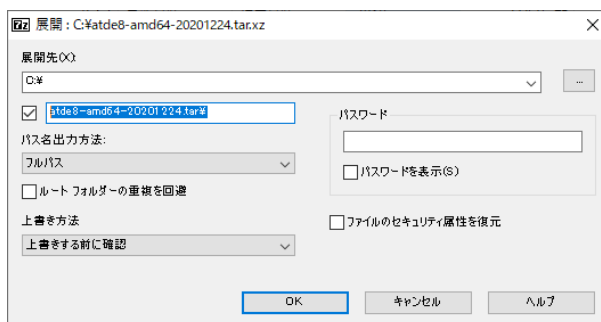 7z 展開 : C:¥atde8-amd64-20201224.tar.xz
展開先(X):
C:¥
...
atde8-amd64-20201224.tar¥
パスワード
パス名出力方法:
フルパス
パスワードを表示(S)
ルート フォルダーの重複を回避
上書き方法
ファイルのセキュリティ属性を復元
上書きする前に確認
OK
キャンセル
ヘルプ